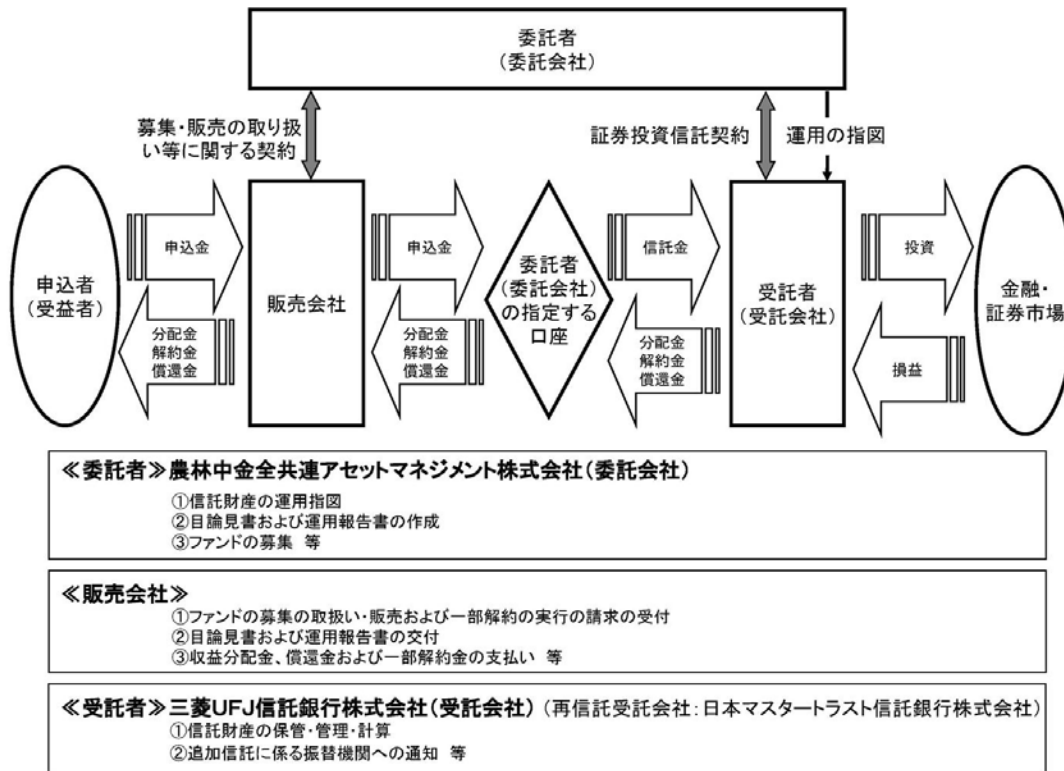 委託者
(委託会社)
募集・販売の取り扱
い等に関する契約
証券投資信託契約
運用の指図
申込者
(受益者)
申込金
分配金
解約金
償還金
販売会社
申込金
分配金
解約金
償還金
委託者
(委託会社)
の指定する
口座
信託金
分配金
解約金
償還金
受託者
(受託会社)
投資
損益
金融・
証券市場
≪委託者≫農林中金全共連アセットマネジメント株式会社(委託会社)
①信託財産の運用指図
②目論見書および運用報告書の作成
③ファンドの募集 等
≪販売会社≫
①ファンドの募集の取扱い・販売および一部解約の実行の請求の受付
②目論見書および運用報告書の交付
③収益分配金、償還金および一部解約金の支払い 等
≪受託者≫三菱UFJ信託銀行株式会社(受託会社) (再信託受託会社:日本マスタートラスト信託銀行株式会社)
①信託財産の保管・管理・計算
②追加信託に係る振替機関への通知 等